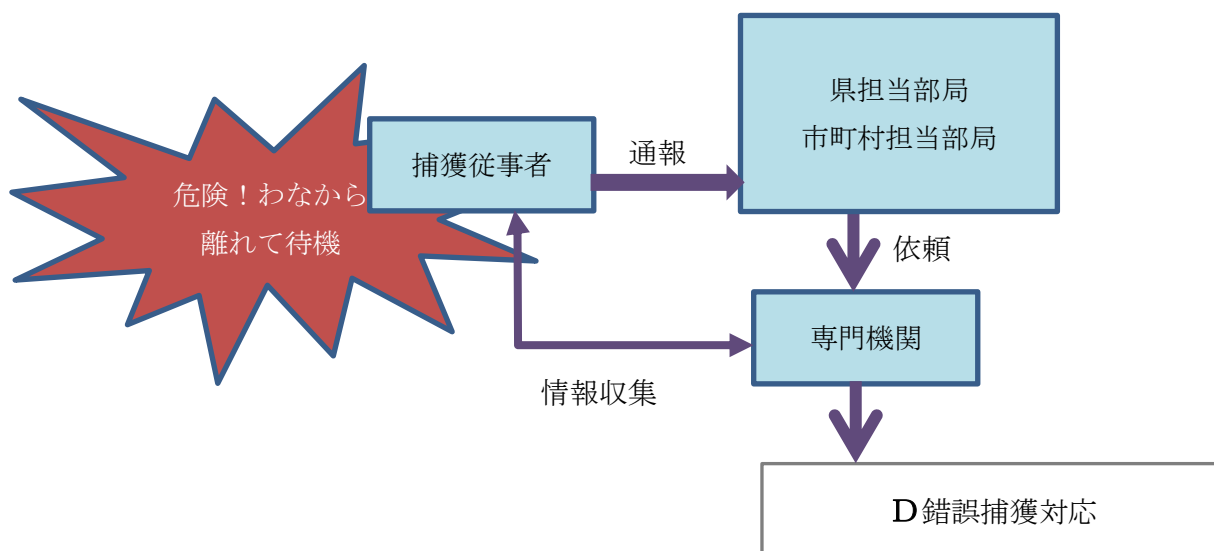 県担当部局
市町村担当部局
捕獲従事者
通報
危険！わなから
離れて待機
依頼
専門機関
情報収集
D錯誤捕獲対応